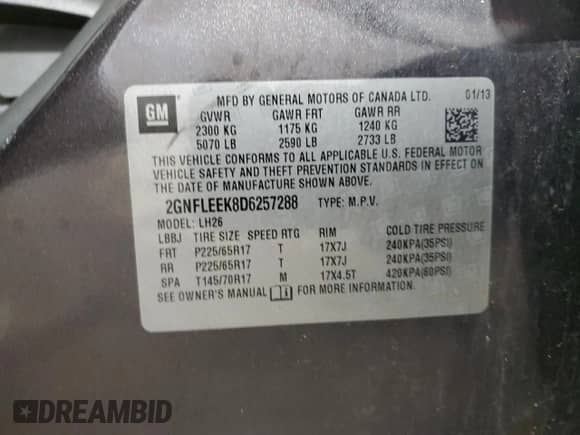 GM
MFD BY GENERAL MOTORS OF CANADA LTD. 01/13
GVWR GAWR FRT GAWR RR
2300 KG 1175 KG 1240 KG
5070 LB 2590 LB 2733 LB
THIS VEHICLE CONFORMS TO ALL APPLICABLE U.S. FEDERAL MOTOR
VEHICLE SAFETY AND THEFT PREVENTION STANDARDS IN EFFECT ON
THE DATE OF MANUFACTURE SHOWN ABOVE.
2GNFLEEK8D6257288 TYPE: M.P.V.
MODEL: LH26
LBBJ TIRE SIZE SPEED RTG RIM COLD TIRE PRESSURE
FRT P225/65R17 T 17X7J 240KPA(35PSI)
RR P225/65R17 T 17X7J 240KPA(35PSI)
SPA T145/70R17 M 17X4.5T 420KPA(60PSI)
SEE OWNER'S MANUAL FOR MORE INFORMATION.
DREAMBID